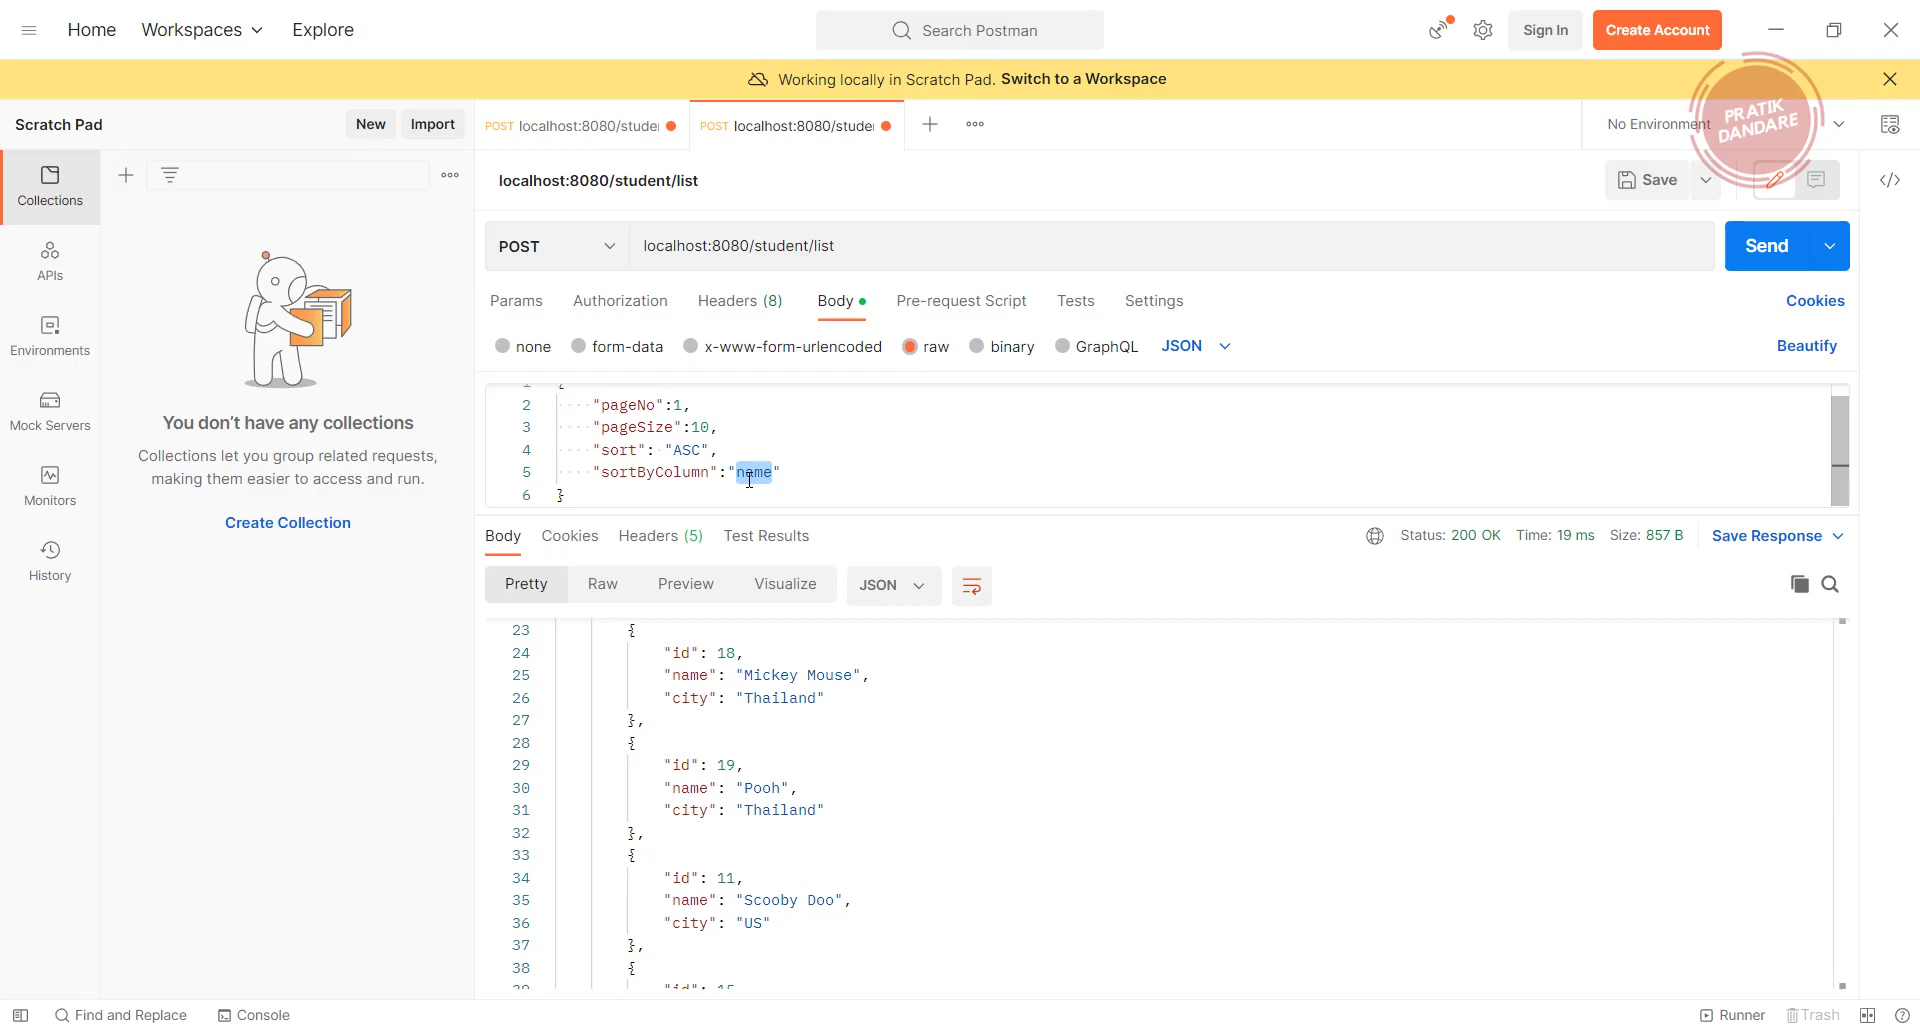 Home Workspaces Explore
Search Postman
Sign In Create Account
Working locally in Scratch Pad. Switch to a Workspace
Scratch Pad New Import
POST localhost:8080/stude POST localhost:8080/stude
No Environment
PRATIK
DANDARE
Collections
localhost:8080/student/list
Save
POST localhost:8080/student/list
Send
APIs
Params Authorization Headers (8) Body Pre-request Script Tests Settings
Cookies
Environments
none form-data x-www-form-urlencoded raw binary GraphQL JSON
Beautify
Mock Servers
You don't have any collections
Collections let you group related requests,
making them easier to access and run.
Create Collection
Monitors
History
2 "pageNo":1,
3 "pageSize":10,
4 "sort": "ASC",
5 "sortByColumn":"name"
6 }
Body Cookies Headers (5) Test Results
Status: 200 OK Time: 19 ms Size: 857 B Save Response
Pretty Raw Preview Visualize JSON
23 {
24 "id": 18,
25 "name": "Mickey Mouse",
26 "city": "Thailand"
27 },
28 {
29 "id": 19,
30 "name": "Pooh",
31 "city": "Thailand"
32 },
33 {
34 "id": 11,
35 "name": "Scooby Doo",
36 "city": "US"
37 },
38 {
Find and Replace Console
Runner Trash